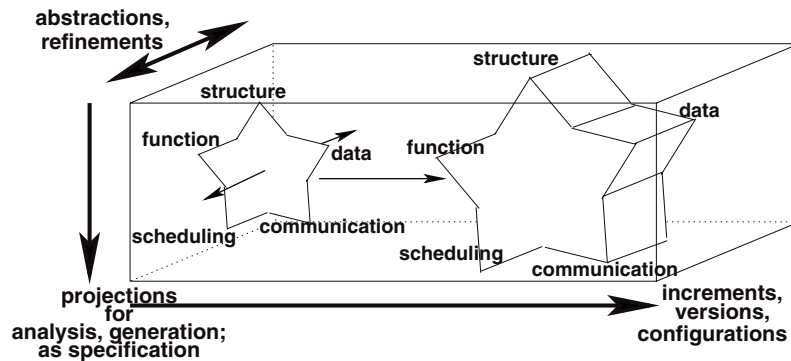 abstractions,
refinements
structure
function
data
scheduling
communication
structure
function
data
scheduling
communication
projections
for
analysis, generation;
as specification
increments,
versions,
configurations